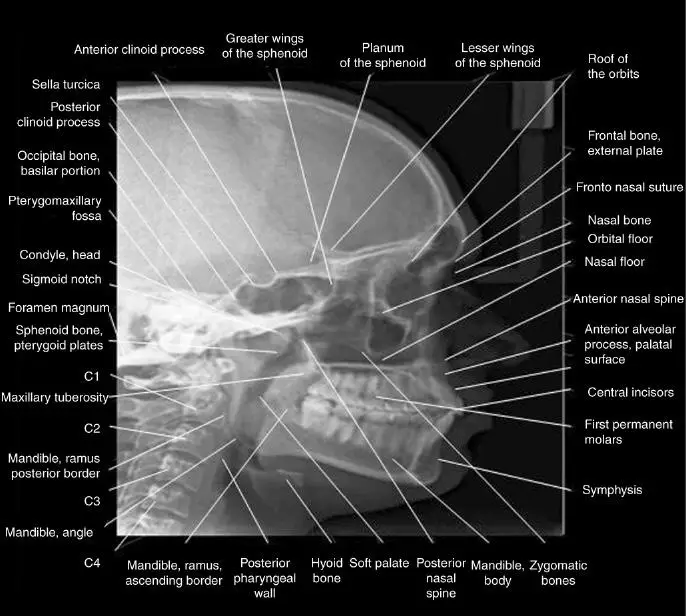 Anterior clinoid process
Greater wings
of the sphenoid
Planum
of the sphenoid
Lesser wings
of the sphenoid
Roof of
the orbits
Sella turcica
Posterior
clinoid process
Occipital bone,
basilar portion
Pterygomaxillary
fossa
Condyle, head
Sigmoid notch
Foramen magnum
Sphenoid bone,
pterygoid plates
C1
Maxillary tuberosity
C2
Mandible, ramus
posterior border
C3
Mandible, angle
C4
Frontal bone,
external plate
Fronto nasal suture
Nasal bone
Orbital floor
Nasal floor
Anterior nasal spine
Anterior alveolar
process, palatal
surface
Central incisors
First permanent
molars
Symphysis
Mandible, ramus,
ascending border
Posterior
pharyngeal
wall
Hyoid
bone
Soft palate
Posterior
nasal
spine
Mandible,
body
Zygomatic
bones